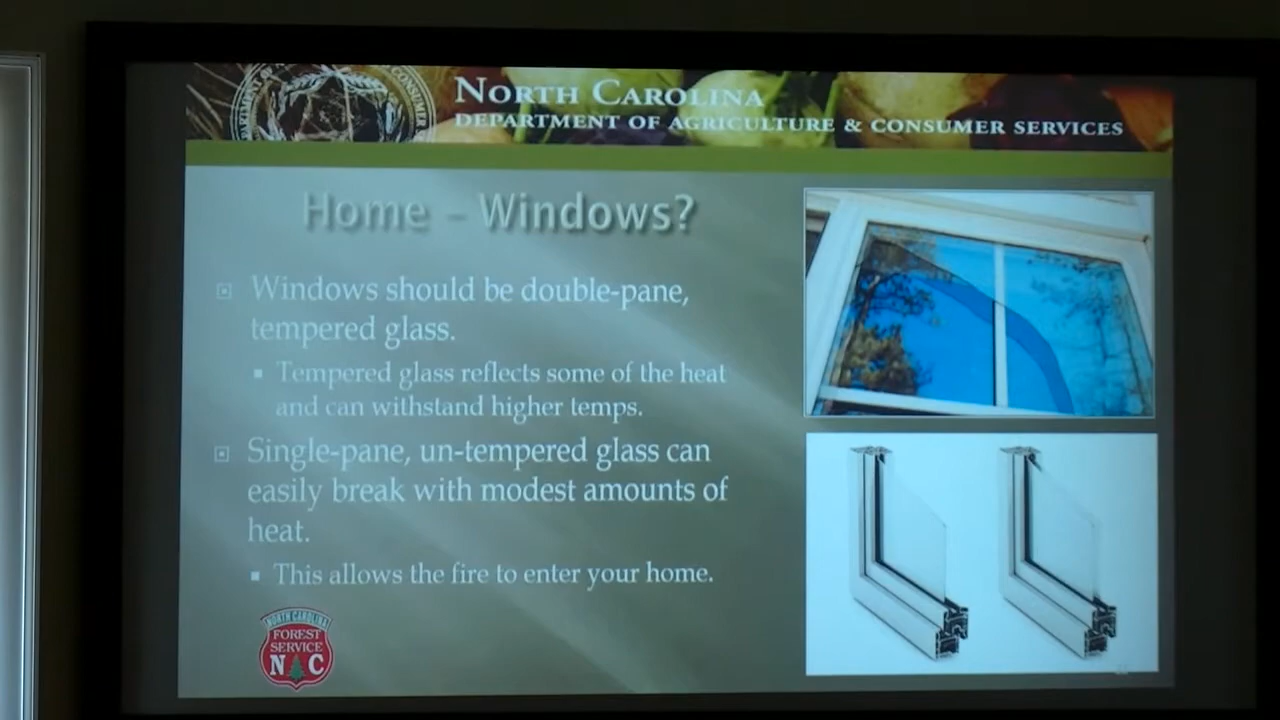 NORTH CAROLINA
DEPARTMENT OF AGRICULTURE & CONSUMER SERVICES
Home – Windows?
Windows should be double-pane,
tempered glass.
Tempered glass reflects some of the heat
and can withstand higher temps.
Single-pane, un-tempered glass can
easily break with modest amounts of
heat.
This allows the fire to enter your home.
NORTH CAROLINA
FOREST
SERVICE
N C